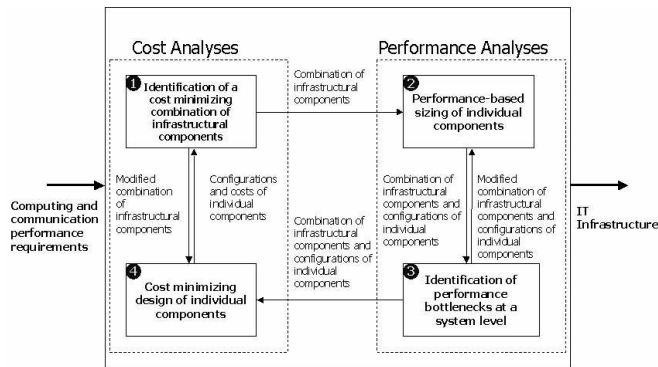 Cost Analyses
Performance Analyses
1
Identification of a
cost minimizing
combination of
infrastructural
components
Combination of
infrastructural
components
2
Performance-based
sizing of individual
components
Modified
combination
of
infrastructural
components
Configurations
and costs of
individual
components
Combination of
infrastructural
components and
configurations of
individual
components
Modified
combination of
infrastructural
components and
configurations of
individual
components
Computing and
communication
performance
requirements
IT
Infrastructure
Combination of
infrastructural
components and
configurations of
individual
components
4
Cost minimizing
design of individual
components
3
Identification of
performance
bottlenecks at a
system level